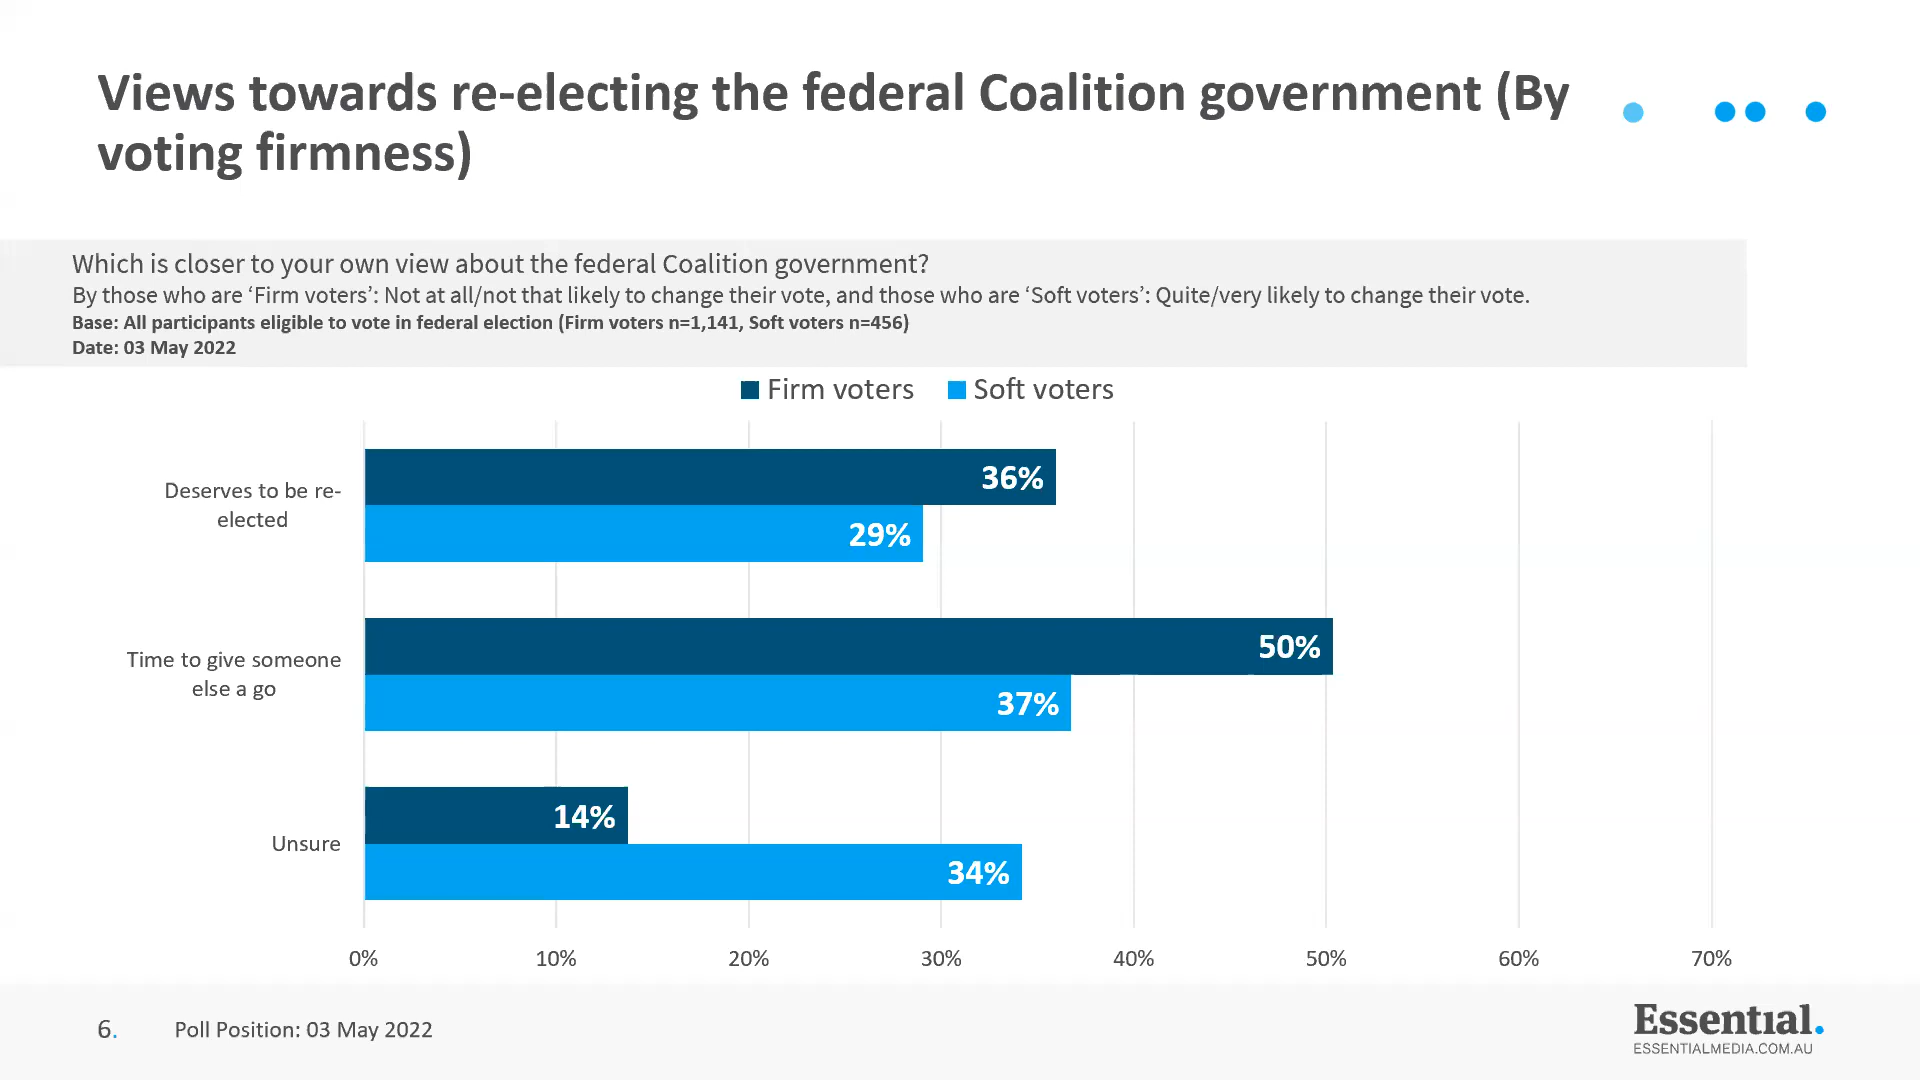 Views towards re-electing the federal Coalition government (By
voting firmness)
Which is closer to your own view about the federal Coalition government?
By those who are ‘Firm voters’: Not at all/not that likely to change their vote, and those who are ‘Soft voters’: Quite/very likely to change their vote.
Base: All participants eligible to vote in federal election (Firm voters n=1,141, Soft voters n=456)
Date: 03 May 2022
Firm voters Soft voters
Deserves to be re-
elected
36%
29%
Time to give someone
else a go
50%
37%
Unsure
14%
34%
0% 10% 20% 30% 40% 50% 60% 70%
6. Poll Position: 03 May 2022
Essential.
ESSENTIALMEDIA.COM.AU